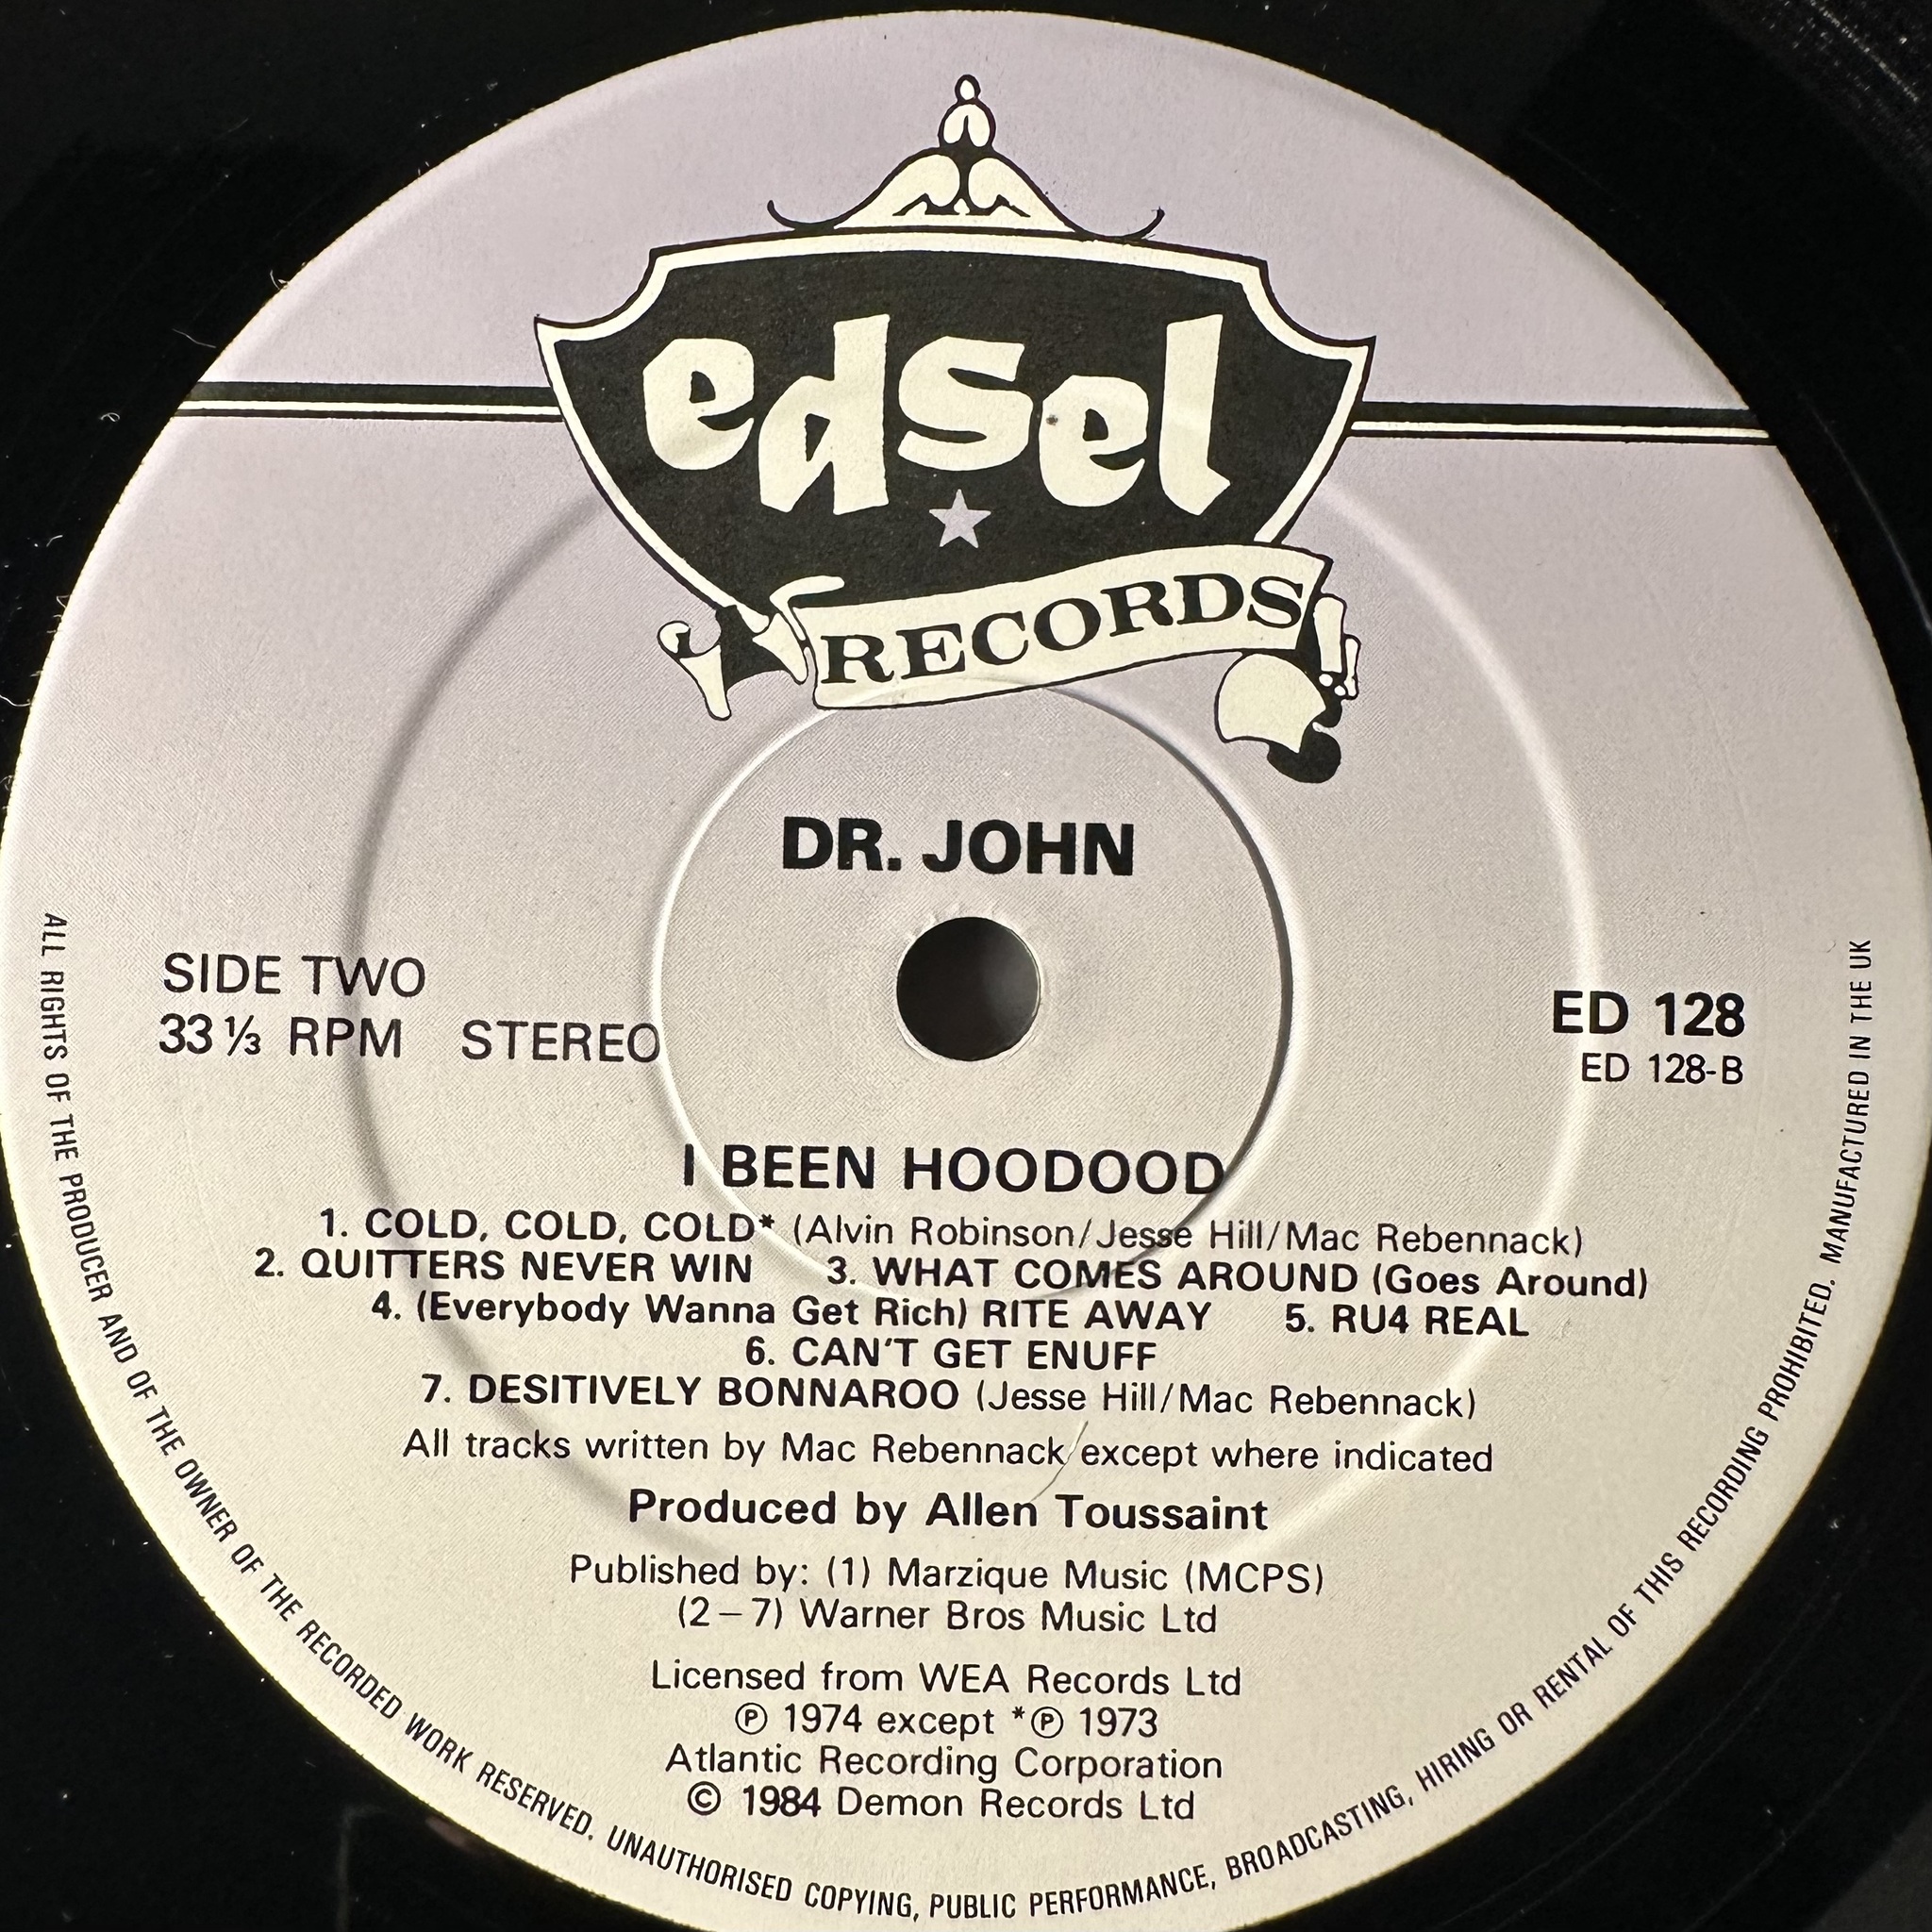 edsel
RECORDS
DR. JOHN
SIDE TWO
33 ⅓ RPM STEREO
ED 128
ED 128-B
I BEEN HOODOOD
1. COLD, COLD, COLD* (Alvin Robinson/Jesse Hill/Mac Rebennack)
2. QUITTERS NEVER WIN 3. WHAT COMES AROUND (Goes Around)
4. (Everybody Wanna Get Rich) RITE AWAY 5. RU4 REAL
6. CAN'T GET ENUFF
7. DESITIVELY BONNAROO (Jesse Hill/Mac Rebennack)
All tracks written by Mac Rebennack except where indicated
Produced by Allen Toussaint
Published by: (1) Marzique Music (MCPS)
(2–7) Warner Bros Music Ltd
Licensed from WEA Records Ltd
℗ 1974 except *℗ 1973
Atlantic Recording Corporation
© 1984 Demon Records Ltd
ALL RIGHTS OF THE PRODUCER AND OF THE OWNER OF THE RECORDED WORK RESERVED. UNAUTHORISED COPYING, PUBLIC PERFORMANCE, BROADCASTING, HIRING OR RENTAL OF THIS RECORDING PROHIBITED. MANUFACTURED IN THE UK